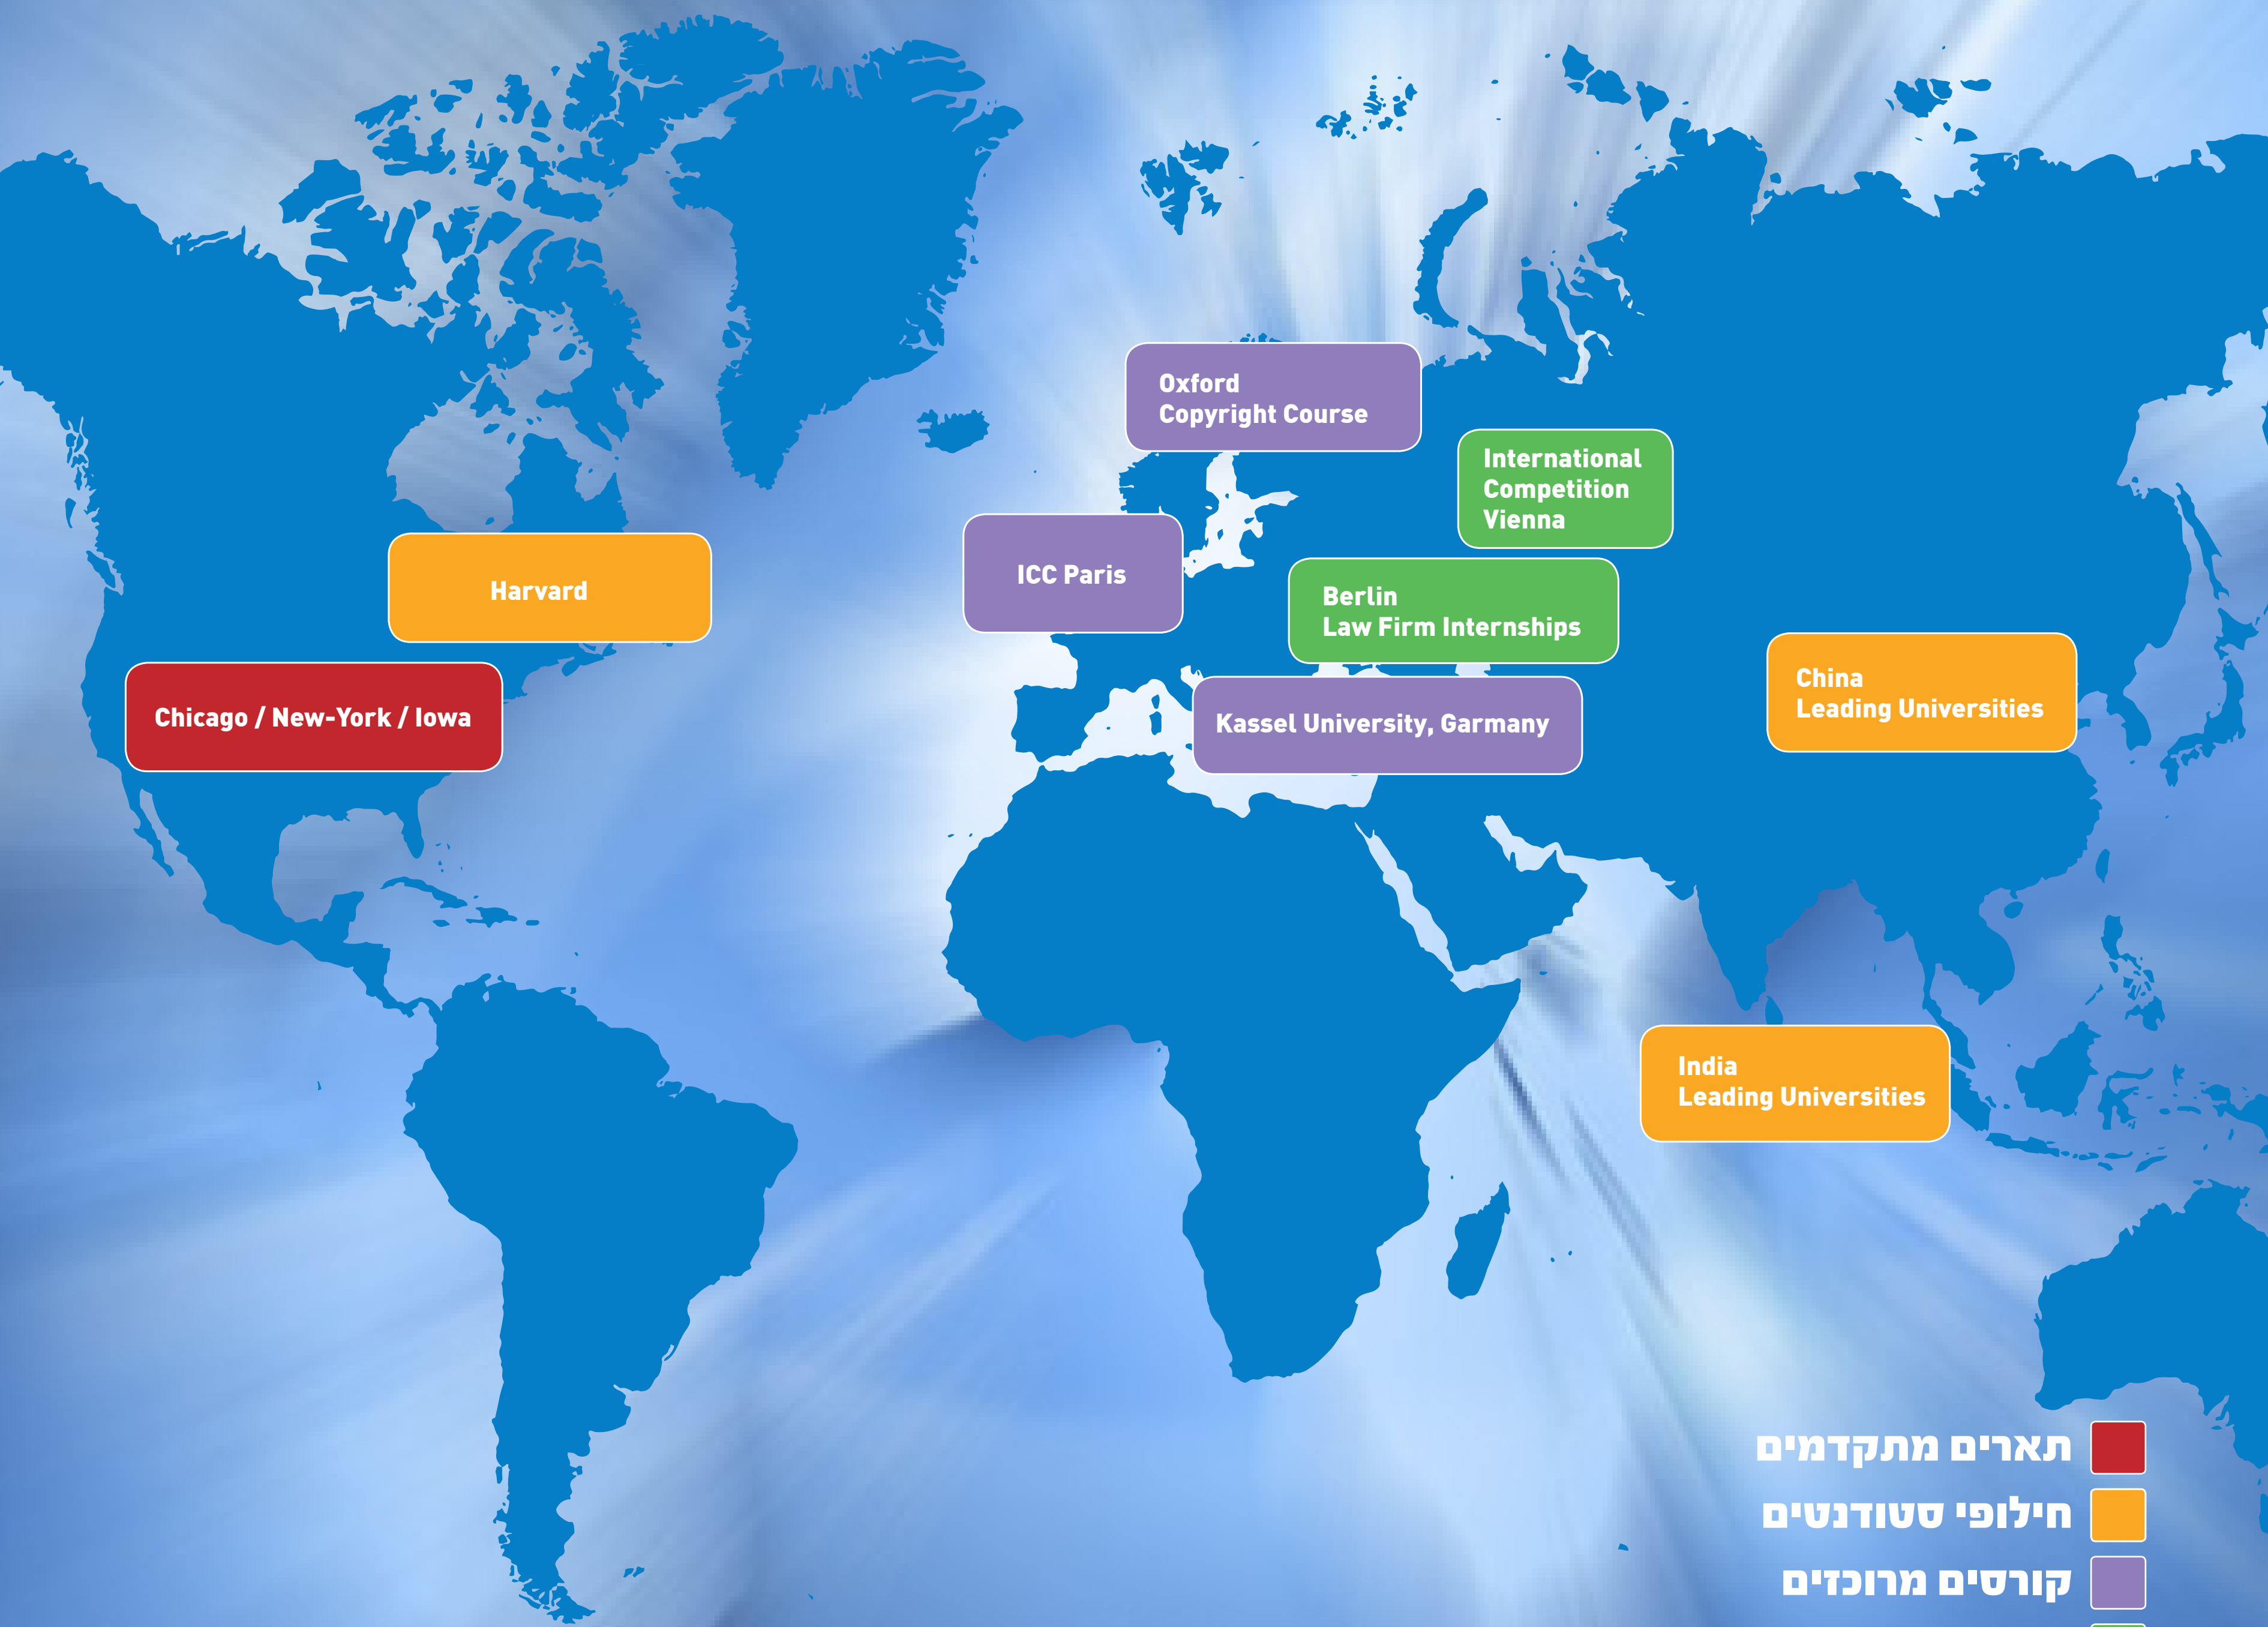 Oxford
Copyright Course
International
Competition
Vienna
ICC Paris
Harvard
Berlin
Law Firm Internships
Chicago / New-York / Iowa
Kassel University, Garmany
China
Leading Universities
India
Leading Universities
תארים מתקדמים
חילופי סטודנטים
קורסים מרוכזים